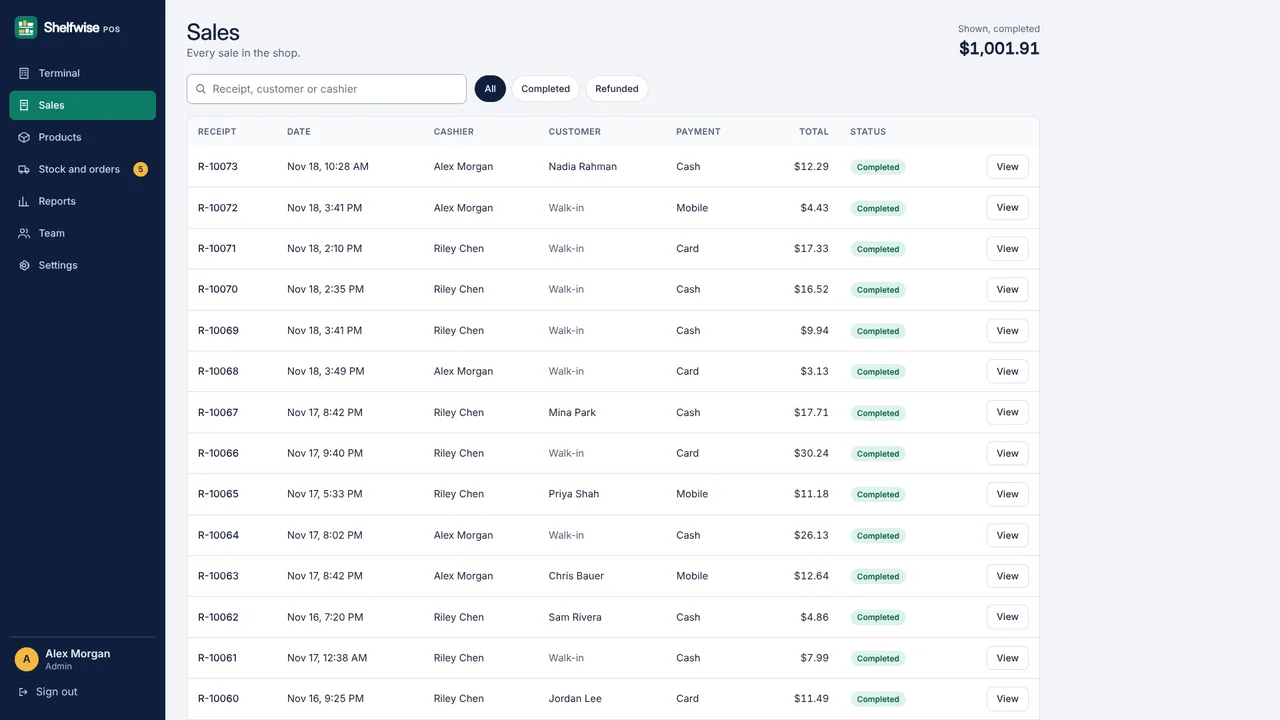 Shelfwise POS
Terminal
Sales
Products
Stock and orders 5
Reports
Team
Settings
A
Alex Morgan
Admin
Sign out
Sales
Every sale in the shop.
Shown, completed
$1,001.91
Receipt, customer or cashier
All Completed Refunded
RECEIPT DATE CASHIER CUSTOMER PAYMENT TOTAL STATUS
R-10073 Nov 18, 10:28 AM Alex Morgan Nadia Rahman Cash $12.29 Completed View
R-10072 Nov 18, 3:41 PM Alex Morgan Walk-in Mobile $4.43 Completed View
R-10071 Nov 18, 2:10 PM Riley Chen Walk-in Card $17.33 Completed View
R-10070 Nov 18, 2:35 PM Riley Chen Walk-in Cash $16.52 Completed View
R-10069 Nov 18, 3:41 PM Riley Chen Walk-in Cash $9.94 Completed View
R-10068 Nov 18, 3:49 PM Alex Morgan Walk-in Card $3.13 Completed View
R-10067 Nov 17, 8:42 PM Riley Chen Mina Park Cash $17.71 Completed View
R-10066 Nov 17, 9:40 PM Riley Chen Walk-in Card $30.24 Completed View
R-10065 Nov 17, 5:33 PM Riley Chen Priya Shah Mobile $11.18 Completed View
R-10064 Nov 17, 8:02 PM Alex Morgan Walk-in Cash $26.13 Completed View
R-10063 Nov 17, 8:42 PM Alex Morgan Chris Bauer Mobile $12.64 Completed View
R-10062 Nov 16, 7:20 PM Riley Chen Sam Rivera Cash $4.86 Completed View
R-10061 Nov 17, 12:38 AM Riley Chen Walk-in Cash $7.99 Completed View
R-10060 Nov 16, 9:25 PM Riley Chen Jordan Lee Card $11.49 Completed View